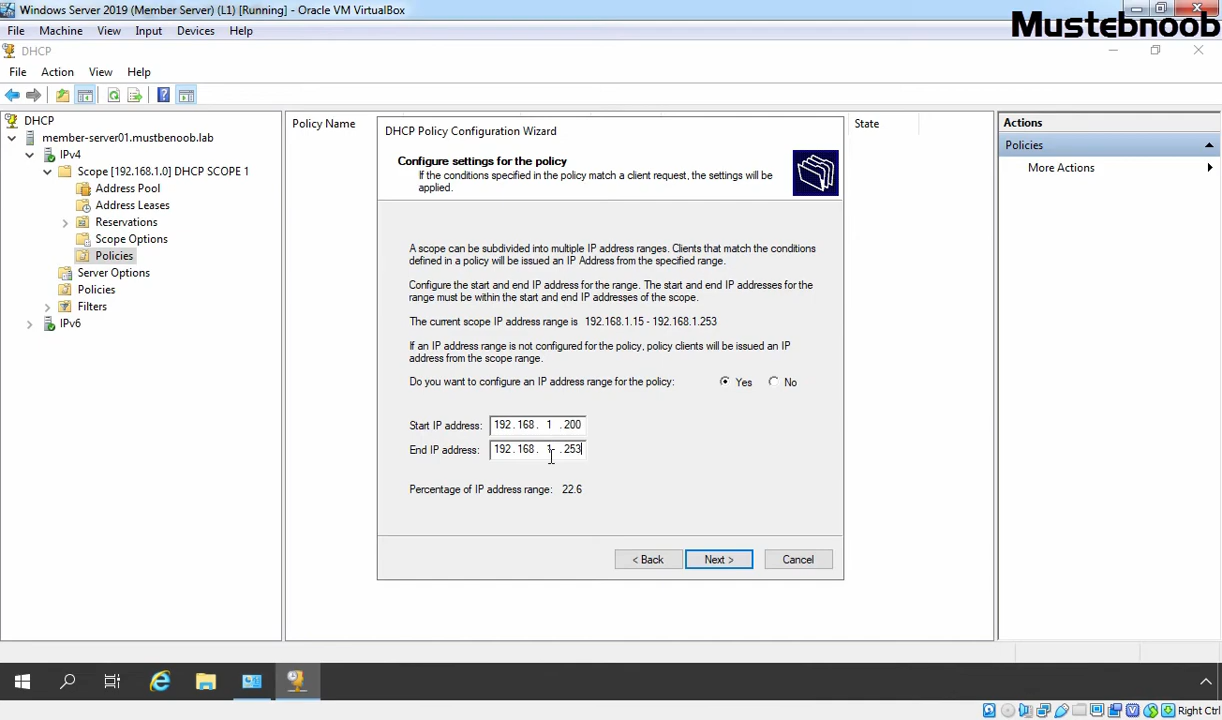 Windows Server 2019 (Member Server) (L1) [Running] - Oracle VM VirtualBox
Mustebnoob
File Machine View Input Devices Help
DHCP
File Action View Help
DHCP
member-server01.mustbenoob.lab
IPv4
Scope [192.168.1.0] DHCP SCOPE 1
Address Pool
Address Leases
Reservations
Scope Options
Policies
Server Options
Policies
Filters
IPv6
Policy Name
State
DHCP Policy Configuration Wizard
Configure settings for the policy
If the conditions specified in the policy match a client request, the settings will be
applied.
A scope can be subdivided into multiple IP address ranges. Clients that match the conditions
defined in a policy will be issued an IP Address from the specified range.
Configure the start and end IP address for the range. The start and end IP addresses for the
range must be within the start and end IP addresses of the scope.
The current scope IP address range is 192.168.1.15 - 192.168.1.253
If an IP address range is not configured for the policy, policy clients will be issued an IP
address from the scope range.
Do you want to configure an IP address range for the policy: Yes No
Start IP address: 192 . 168 . 1 . 200
End IP address: 192 . 168 . 1 . 253
Percentage of IP address range: 22.6
< Back Next > Cancel
Actions
Policies
More Actions
Right Ctrl